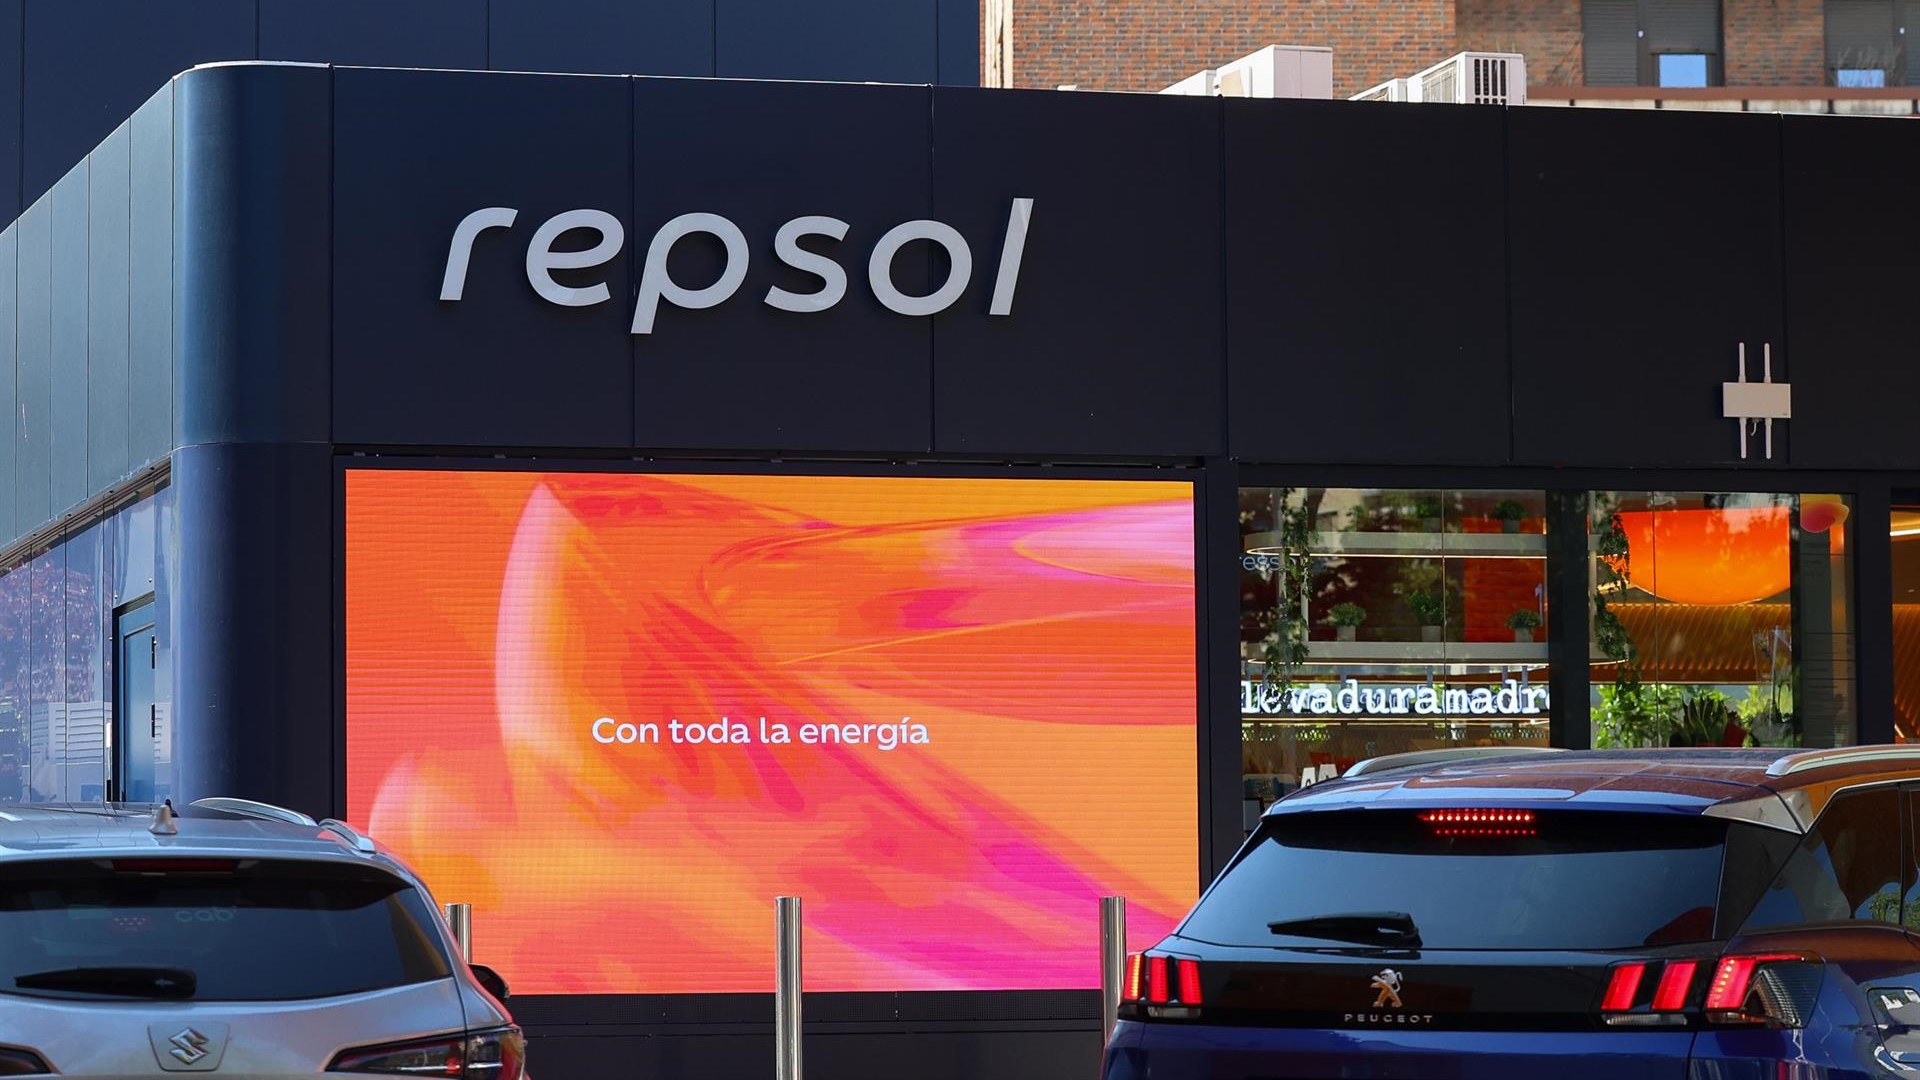 repsol
Con toda la energía
levaduramadre
PEUGEOT